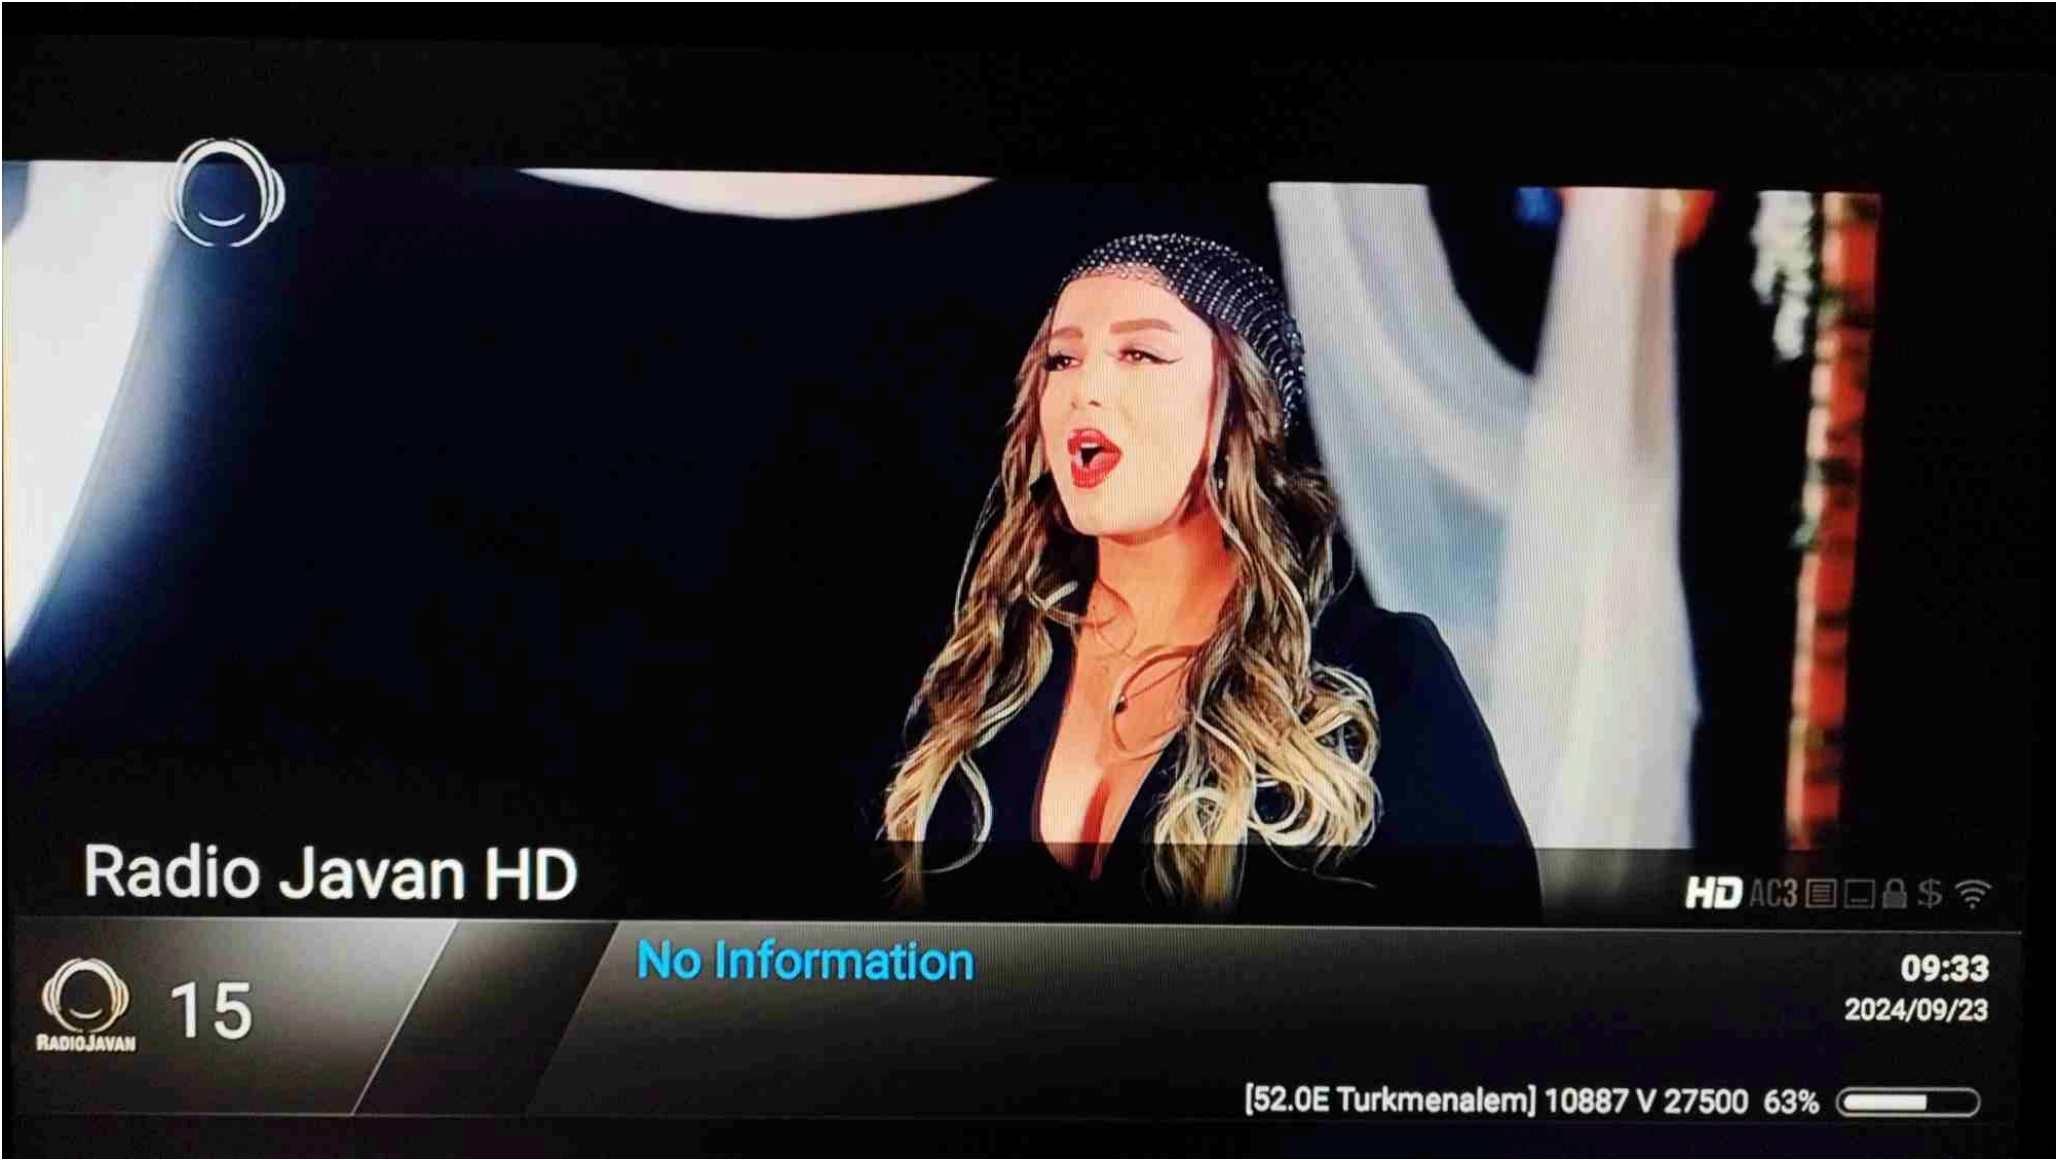 Radio Javan HD
HD AC3 $
RADIOJAVAN
15
No Information
09:33
2024/09/23
[52.0E Turkmenalem] 10887 V 27500 63%